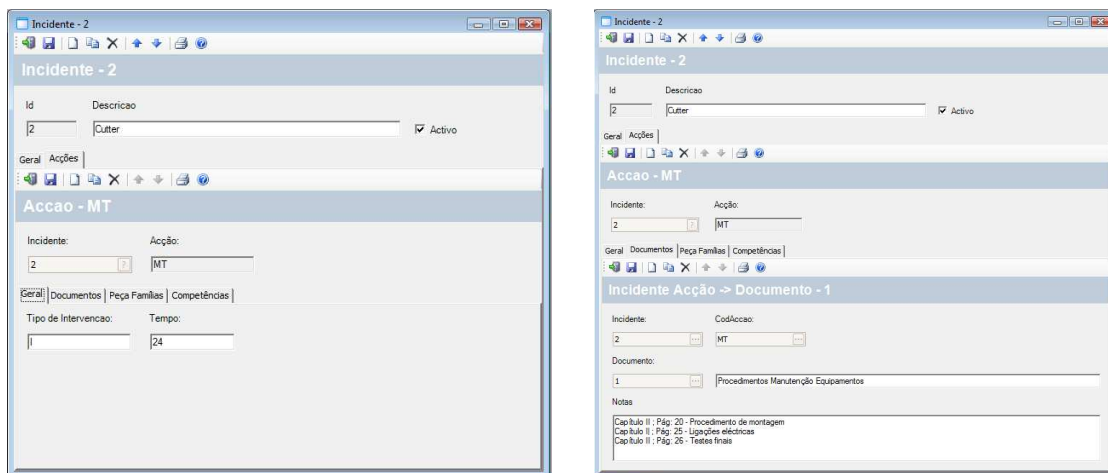 Incidente - 2
Incidente - 2
Id Descricao
2 Cutter Activo
Geral Acções
Accao - MT
Incidente: Acção:
2 ? MT
Geral Documentos Peça Famílias Competências
Tipo de Intervencao: Tempo:
I 24
Incidente - 2
Incidente - 2
Id Descricao
2 Cutter Activo
Geral Acções
Accao - MT
Incidente: Acção:
2 ? MT
Geral Documentos Peça Famílias Competências
Incidente Acção -> Documento - 1
Incidente: CodAccao:
2 ... MT ...
Documento:
1 ... Procedimentos Manutenção Equipamentos
Notas
Capítulo II ; Pág: 20 - Procedimento de montagem
Capítulo II ; Pág: 25 - Ligações eléctricas
Capítulo II ; Pág: 26 - Testes finais